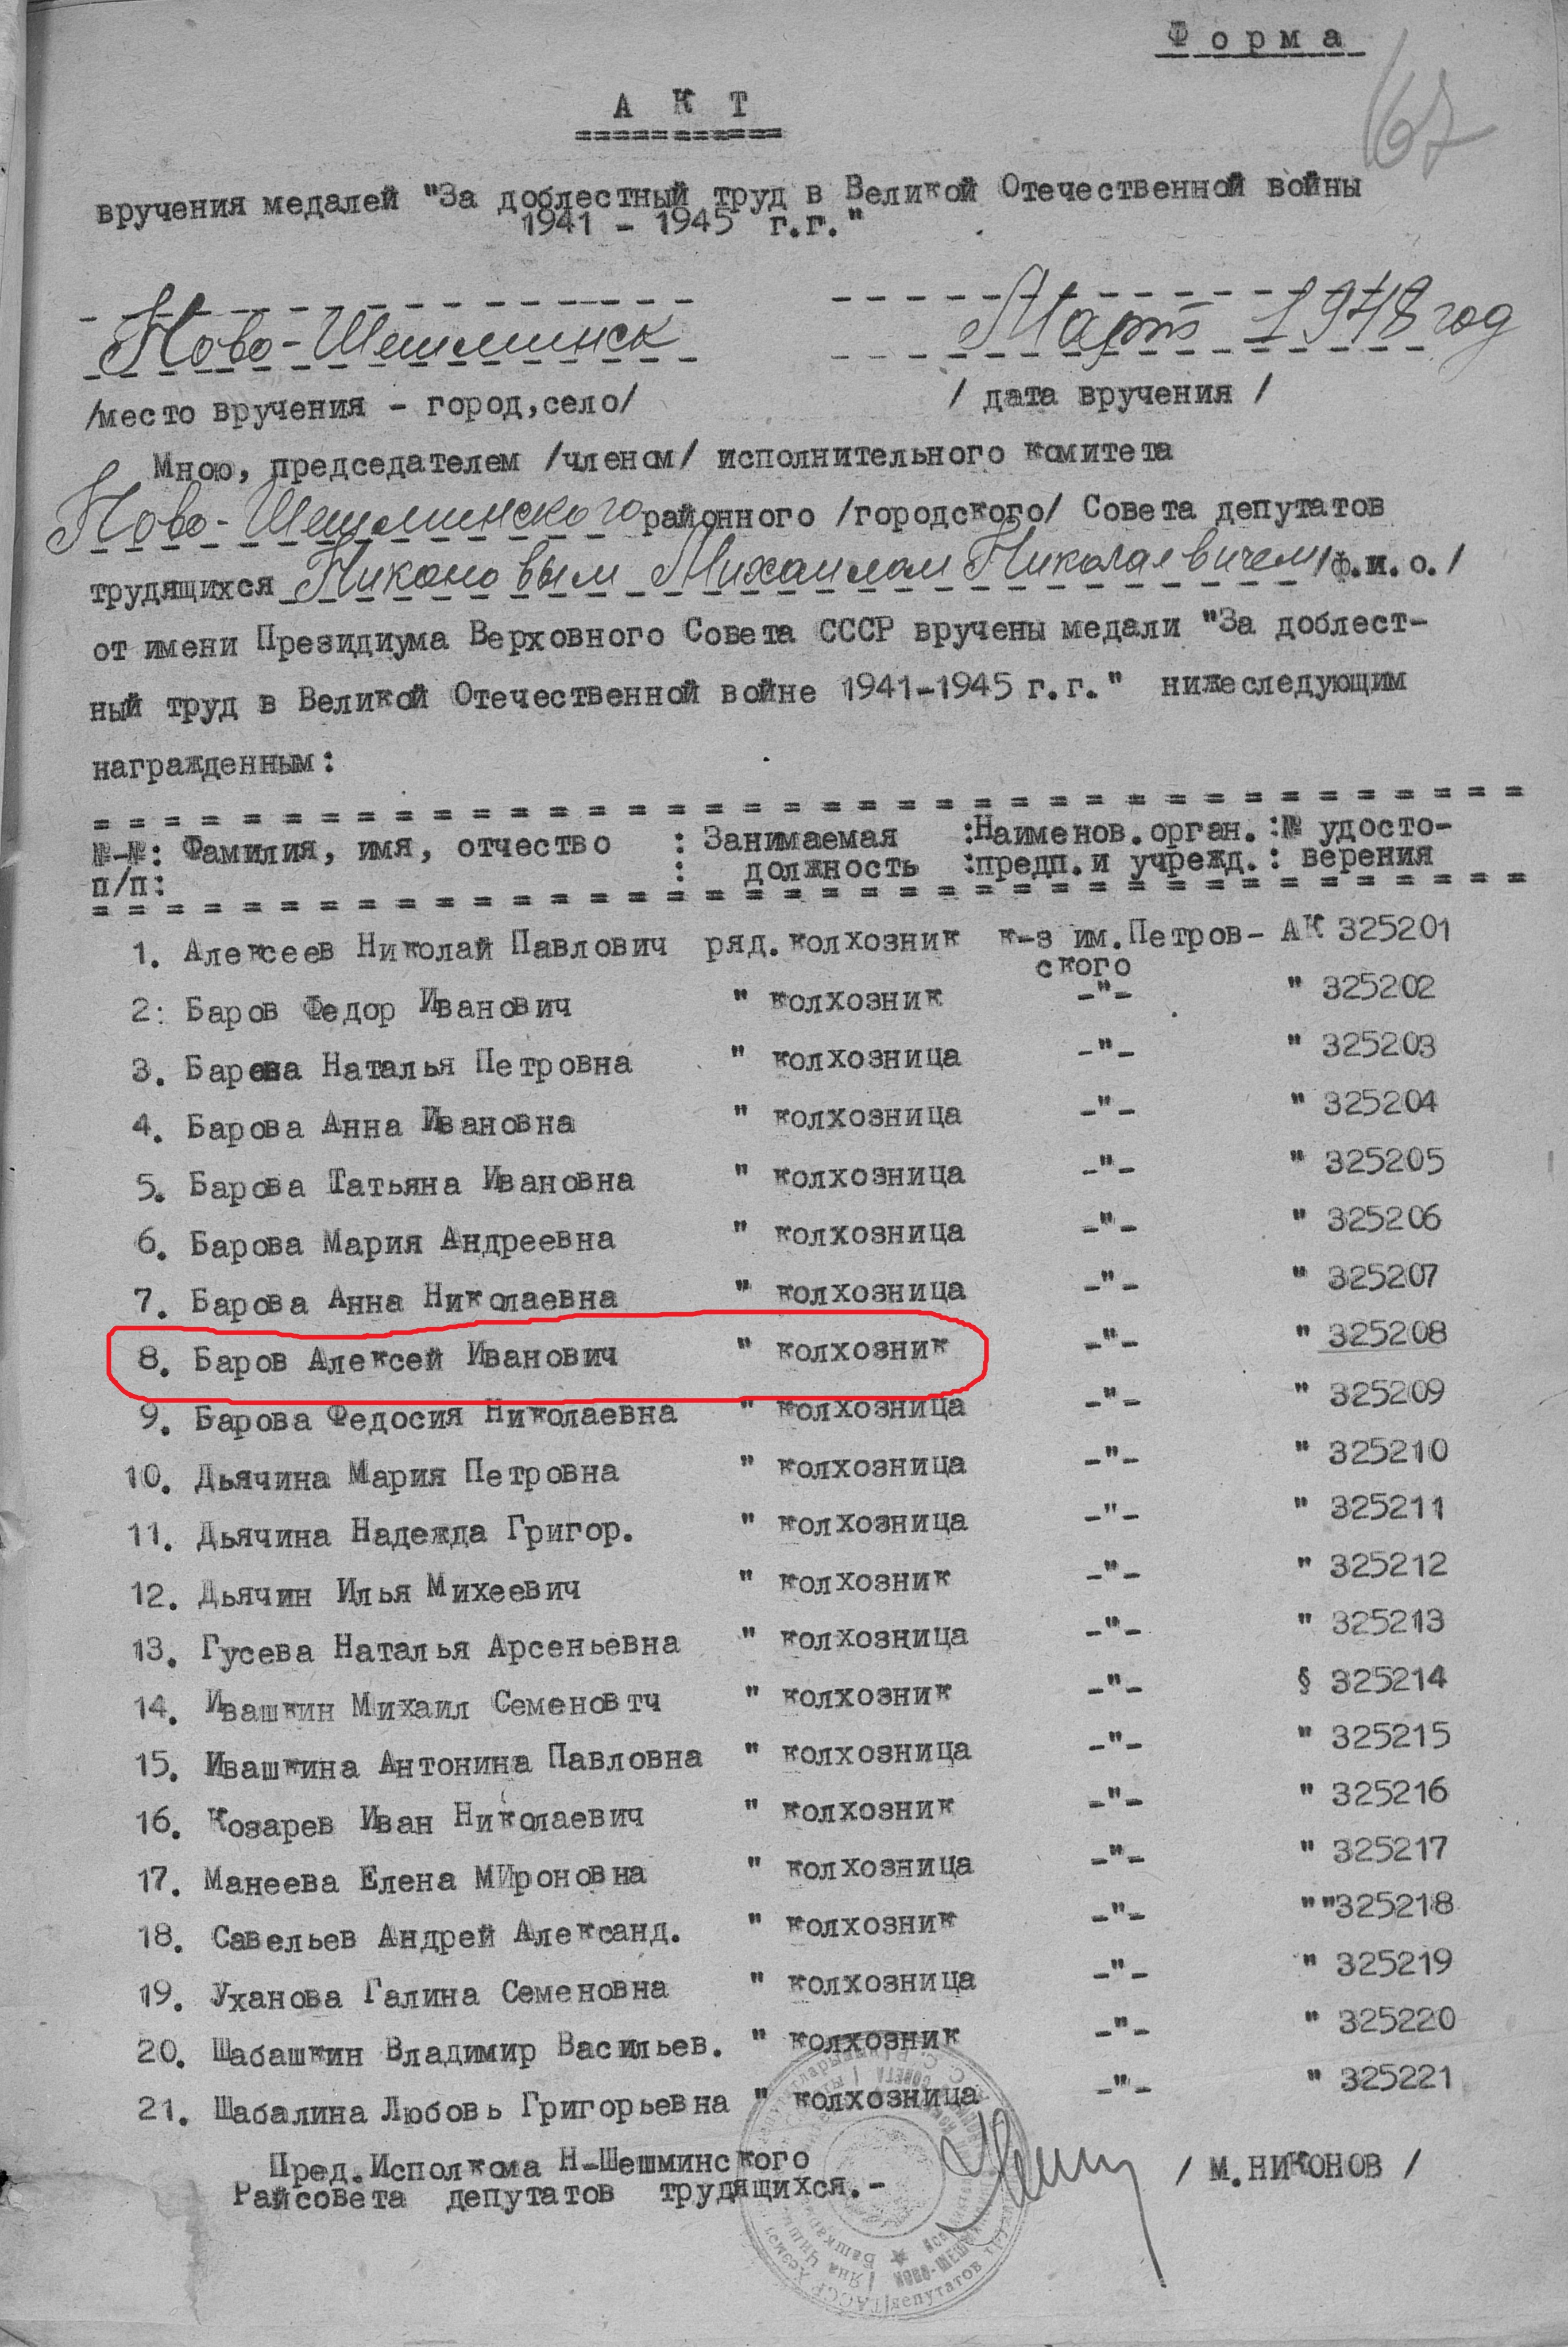 Форма
67
АКТ
вручения медалей "За доблестный труд в Великой Отечественной войны
1941 - 1945 г.г."
Ново-Шешминск Март 1948 год
/место вручения - город,село/ / дата вручения /
Мною, председателем /членом/ исполнительного комитета
Ново-Шешминского районного /городского/ Совета депутатов
трудящихся Никоновым Михаилом Николаевичем /ф.и.о./
от имени Президиума Верховного Совета СССР вручены медали "За доблест-
ный труд в Великой Отечественной войне 1941-1945 г.г." нижеследующим
награжденным:
№-№: Фамилия, имя, отчество : Занимаемая :Наименов.орган.:№ удосто-
п/п: : должность :предп.и учрежд.: верения
1. Алексеев Николай Павлович ряд.колхозник к-з им.Петров- АК 325201
ского
2: Баров Федор Иванович " колхозник -"- " 325202
3. Барова Наталья Петровна " колхозница -"- " 325203
4. Барова Анна Ивановна " колхозница -"- " 325204
5. Барова Татьяна Ивановна " колхозница -"- " 325205
6. Барова Мария Андреевна " колхозница -"- " 325206
7. Барова Анна Николаевна " колхозница -"- " 325207
8. Баров Алексей Иванович " колхозник -"- " 325208
9. Барова Федосия Николаевна " колхозница -"- " 325209
10. Дьячина Мария Петровна " колхозница -"- " 325210
11. Дьячина Надежда Григор. " колхозница -"- " 325211
12. Дьячин Илья Михеевич " колхозник -"- " 325212
13. Гусева Наталья Арсеньевна " колхозница -"- " 325213
14. Ивашкин Михаил Семеновтч " колхозник -"- § 325214
15. Ивашкина Антонина Павловна " колхозница -"- " 325215
16. Козарев Иван Николаевич " колхозник -"- " 325216
17. Манеева Елена МИроновна " колхозница -"- " 325217
18. Савельев Андрей Александ. " колхозник -"- ""325218
19. Уханова Галина Семеновна " колхозница -"- " 325219
20. Шабашкин Владимир Васильев. " колхозник -"- " 325220
21. Шабалина Любовь Григорьевна " колхозница -"- " 325221
Пред.Исполкома Н-Шешминского
Райсовета депутатов трудящихся.- / М.НИКОНОВ /